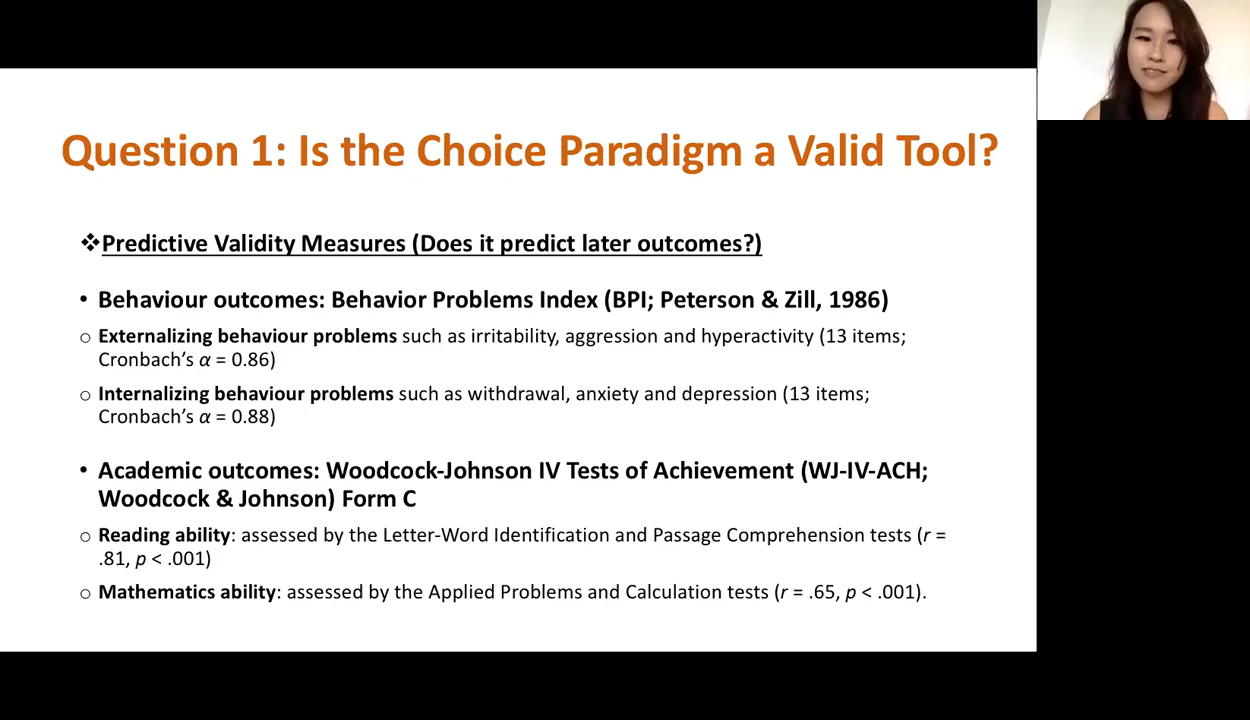 Question 1: Is the Choice Paradigm a Valid Tool?
❖Predictive Validity Measures (Does it predict later outcomes?)
• Behaviour outcomes: Behavior Problems Index (BPI; Peterson & Zill, 1986)
o Externalizing behaviour problems such as irritability, aggression and hyperactivity (13 items;
Cronbach’s α = 0.86)
o Internalizing behaviour problems such as withdrawal, anxiety and depression (13 items;
Cronbach’s α = 0.88)
• Academic outcomes: Woodcock-Johnson IV Tests of Achievement (WJ-IV-ACH;
Woodcock & Johnson) Form C
o Reading ability: assessed by the Letter-Word Identification and Passage Comprehension tests (r =
.81, p < .001)
o Mathematics ability: assessed by the Applied Problems and Calculation tests (r = .65, p < .001).